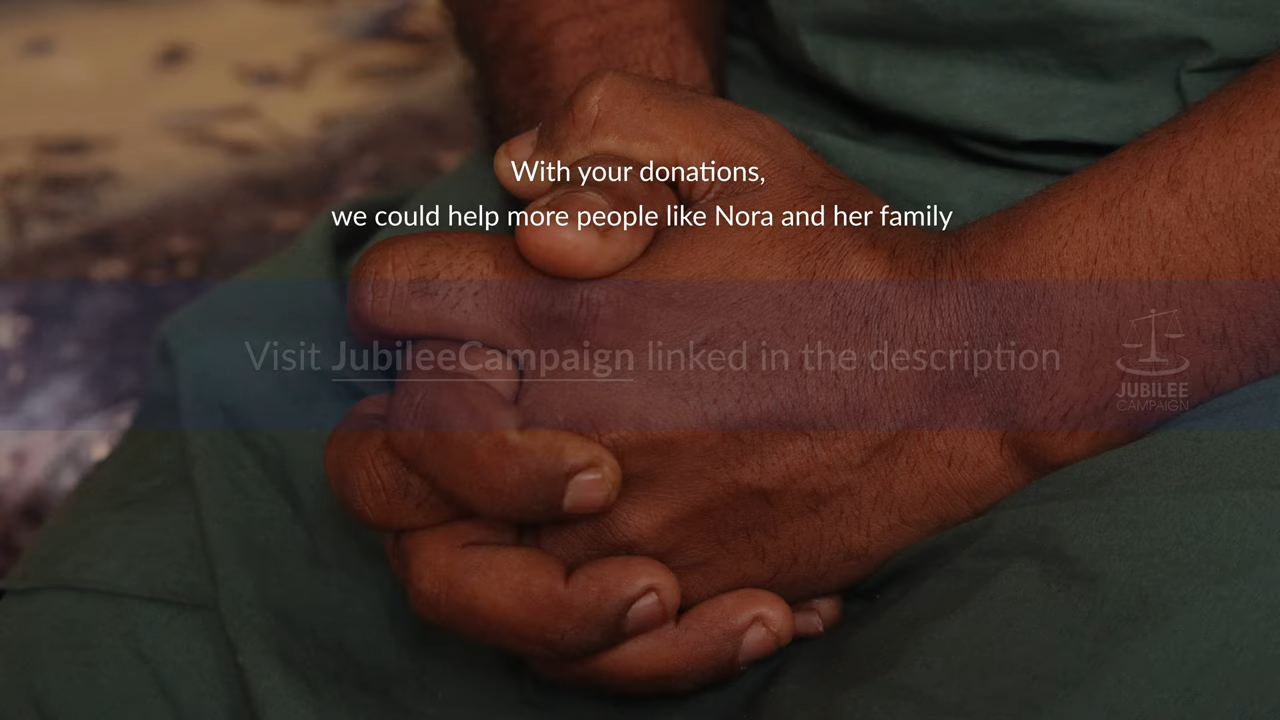 With your donations,
we could help more people like Nora and her family
Visit JubileeCampaign linked in the description
JUBILEE
CAMPAIGN